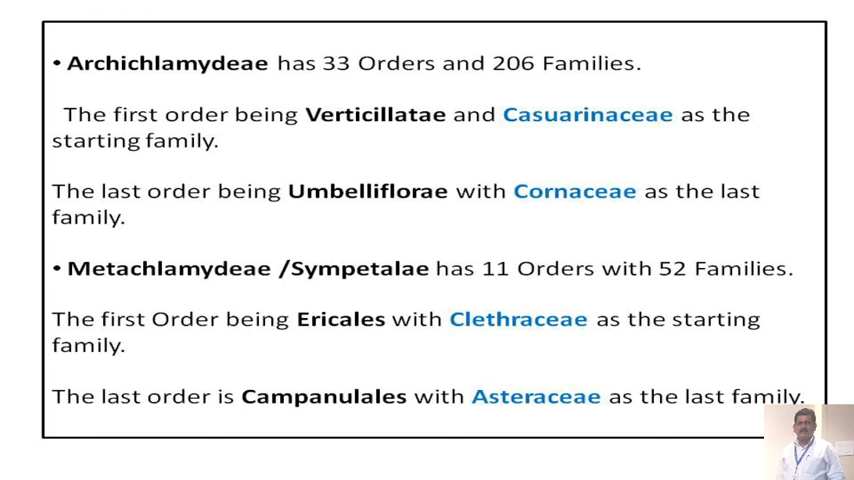 • Archichlamydeae has 33 Orders and 206 Families.
The first order being Verticillatae and Casuarinaceae as the
starting family.
The last order being Umbelliflorae with Cornaceae as the last
family.
• Metachlamydeae /Sympetalae has 11 Orders with 52 Families.
The first Order being Ericales with Clethraceae as the starting
family.
The last order is Campanulales with Asteraceae as the last family.